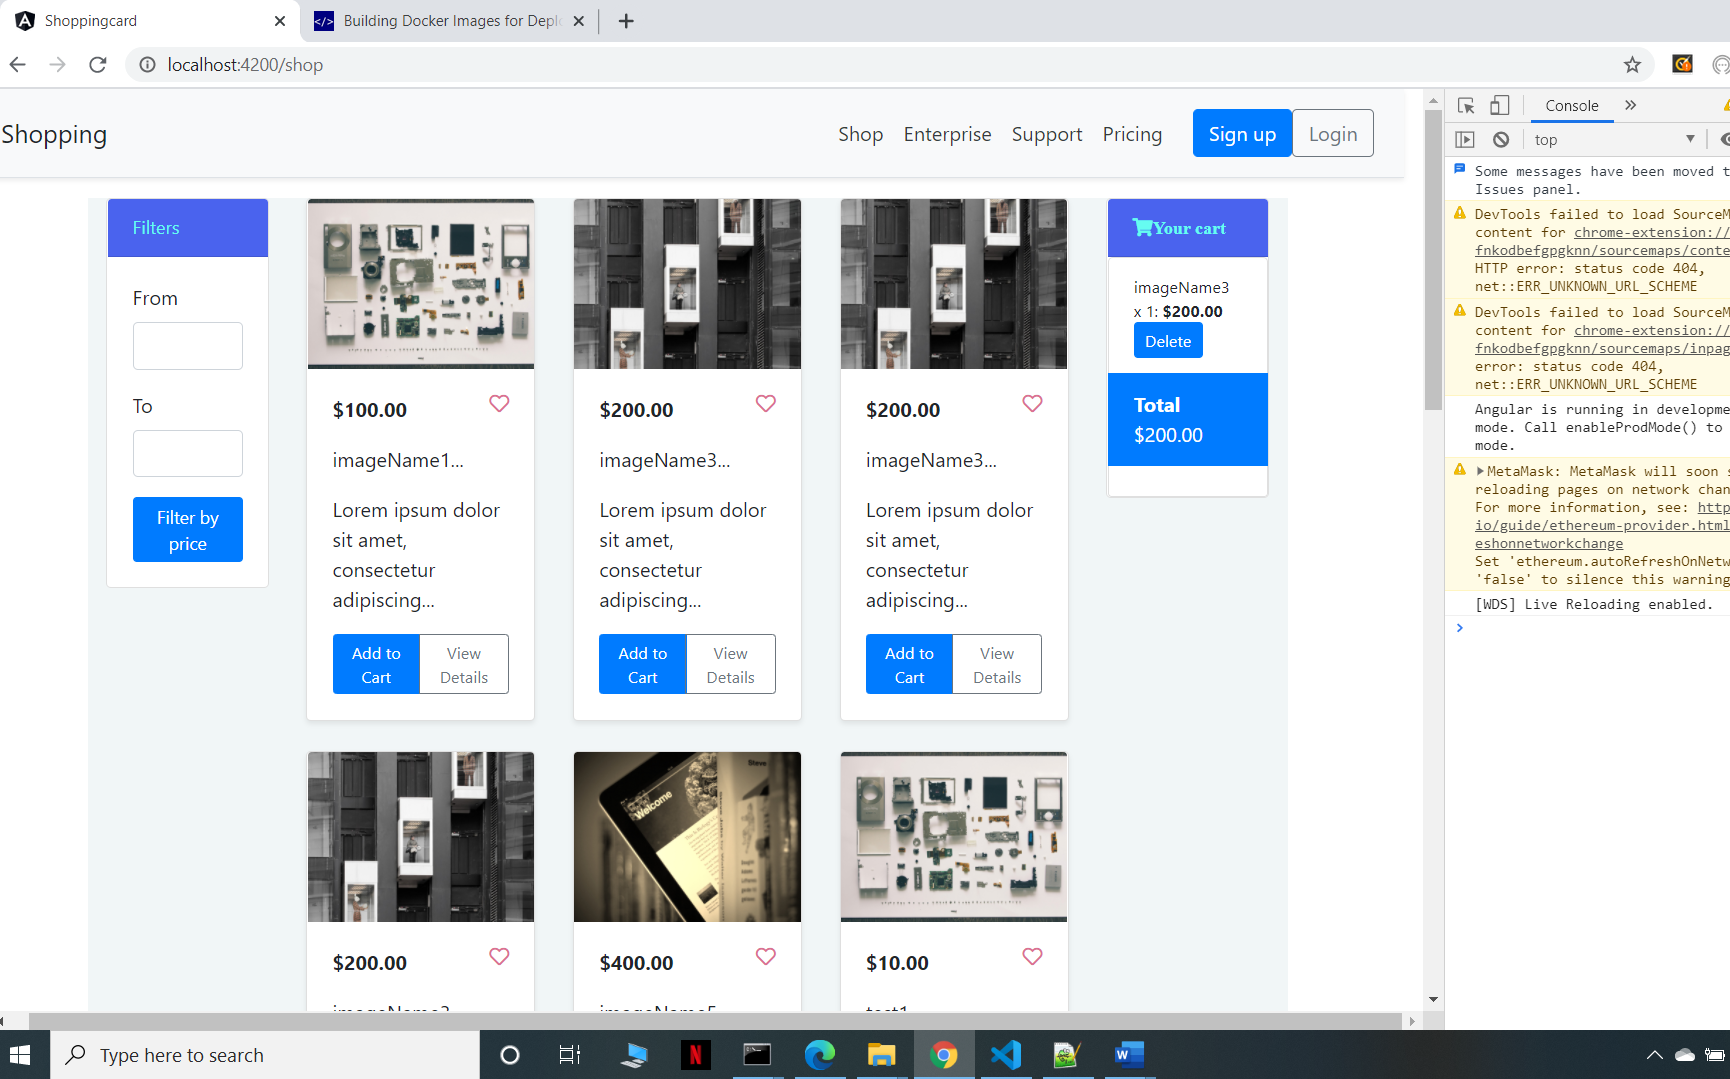 Shoppingcard
Building Docker Images for Deplo
localhost:4200/shop
Shopping
Shop
Enterprise
Support
Pricing
Sign up
Login
Filters
From
To
Filter by
price
$100.00
imageName1...
Lorem ipsum dolor
sit amet,
consectetur
adipiscing...
Add to
Cart
View
Details
$200.00
imageName3...
Lorem ipsum dolor
sit amet,
consectetur
adipiscing...
Add to
Cart
View
Details
$200.00
imageName3...
Lorem ipsum dolor
sit amet,
consectetur
adipiscing...
Add to
Cart
View
Details
Your cart
imageName3
x 1: $200.00
Delete
Total
$200.00
Welcome
Steve
$200.00
imageName3
$400.00
imageName5
$10.00
test1
Console
top
Some messages have been moved t
Issues panel.
DevTools failed to load SourceM
content for chrome-extension://
fnkodbefgpgknn/sourcemaps/conte
HTTP error: status code 404,
net::ERR_UNKNOWN_URL_SCHEME
DevTools failed to load SourceM
content for chrome-extension://
fnkodbefgpgknn/sourcemaps/inpag
error: status code 404,
net::ERR_UNKNOWN_URL_SCHEME
Angular is running in developme
mode. Call enableProdMode() to
mode.
MetaMask: MetaMask will soon s
reloading pages on network chan
For more information, see: http
io/guide/ethereum-provider.html
eshonnetworkchange
Set 'ethereum.autoRefreshOnNetw
'false' to silence this warning
[WDS] Live Reloading enabled.
Type here to search